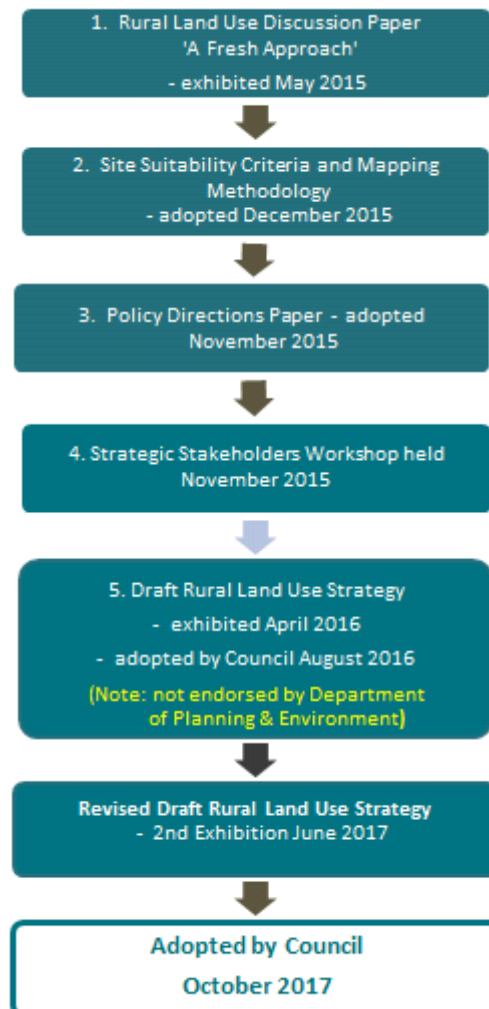 1. Rural Land Use Discussion Paper
'A Fresh Approach'
- exhibited May 2015
2. Site Suitability Criteria and Mapping
Methodology
- adopted December 2015
3. Policy Directions Paper - adopted
November 2015
4. Strategic Stakeholders Workshop held
November 2015
5. Draft Rural Land Use Strategy
- exhibited April 2016
- adopted by Council August 2016
(Note: not endorsed by Department
of Planning & Environment)
Revised Draft Rural Land Use Strategy
- 2nd Exhibition June 2017
Adopted by Council
October 2017